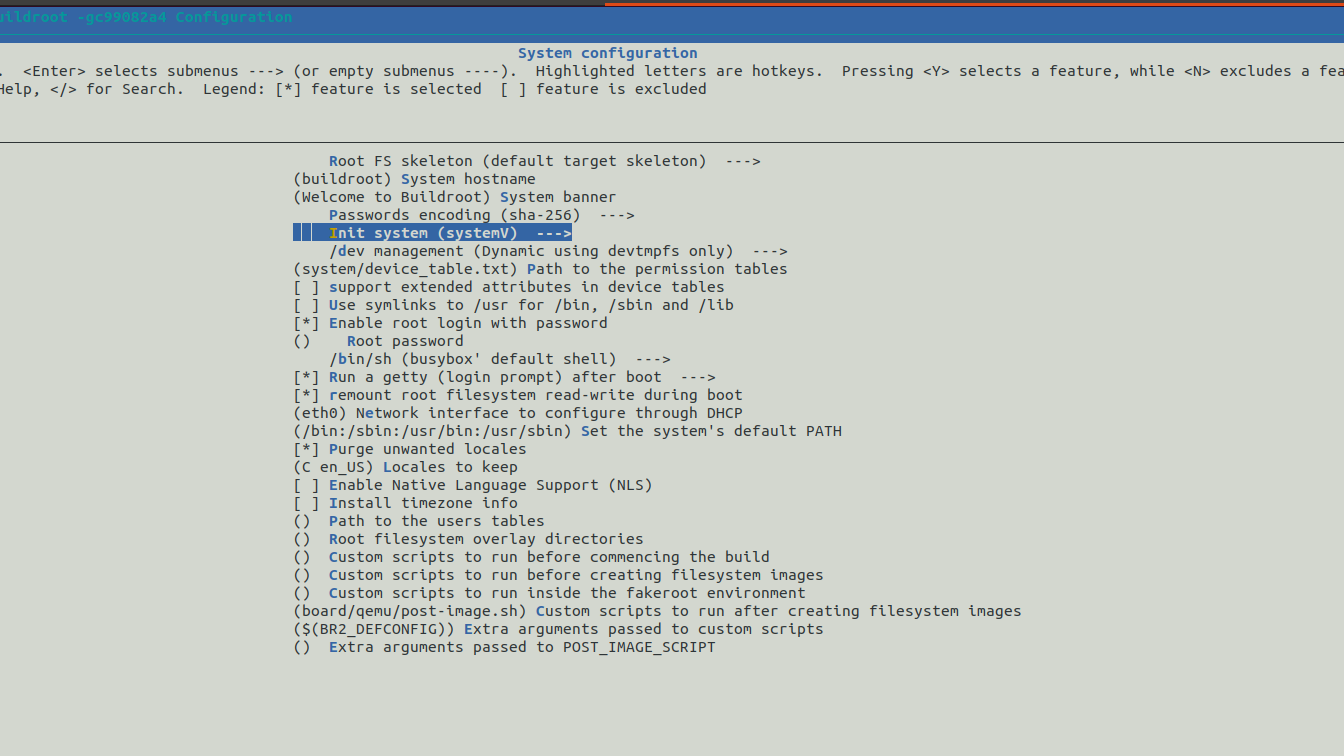 uildroot -gc99082a4 Configuration
System configuration
.  <Enter> selects submenus ---> (or empty submenus ----).  Highlighted letters are hotkeys.  Pressing <Y> selects a feature, while <N> excludes a fea
Help, </> for Search.  Legend: [*] feature is selected  [ ] feature is excluded
Root FS skeleton (default target skeleton)  --->
(buildroot) System hostname
(Welcome to Buildroot) System banner
Passwords encoding (sha-256)  --->
Init system (systemV)  --->
/dev management (Dynamic using devtmpfs only)  --->
(system/device_table.txt) Path to the permission tables
[ ] support extended attributes in device tables
[ ] Use symlinks to /usr for /bin, /sbin and /lib
[*] Enable root login with password
()    Root password
/bin/sh (busybox' default shell)  --->
[*] Run a getty (login prompt) after boot  --->
[*] remount root filesystem read-write during boot
(eth0) Network interface to configure through DHCP
(/bin:/sbin:/usr/bin:/usr/sbin) Set the system's default PATH
[*] Purge unwanted locales
(C en_US) Locales to keep
[ ] Enable Native Language Support (NLS)
[ ] Install timezone info
()  Path to the users tables
()  Root filesystem overlay directories
()  Custom scripts to run before commencing the build
()  Custom scripts to run before creating filesystem images
()  Custom scripts to run inside the fakeroot environment
(board/qemu/post-image.sh) Custom scripts to run after creating filesystem images
($(BR2_DEFCONFIG)) Extra arguments passed to custom scripts
()  Extra arguments passed to POST_IMAGE_SCRIPT